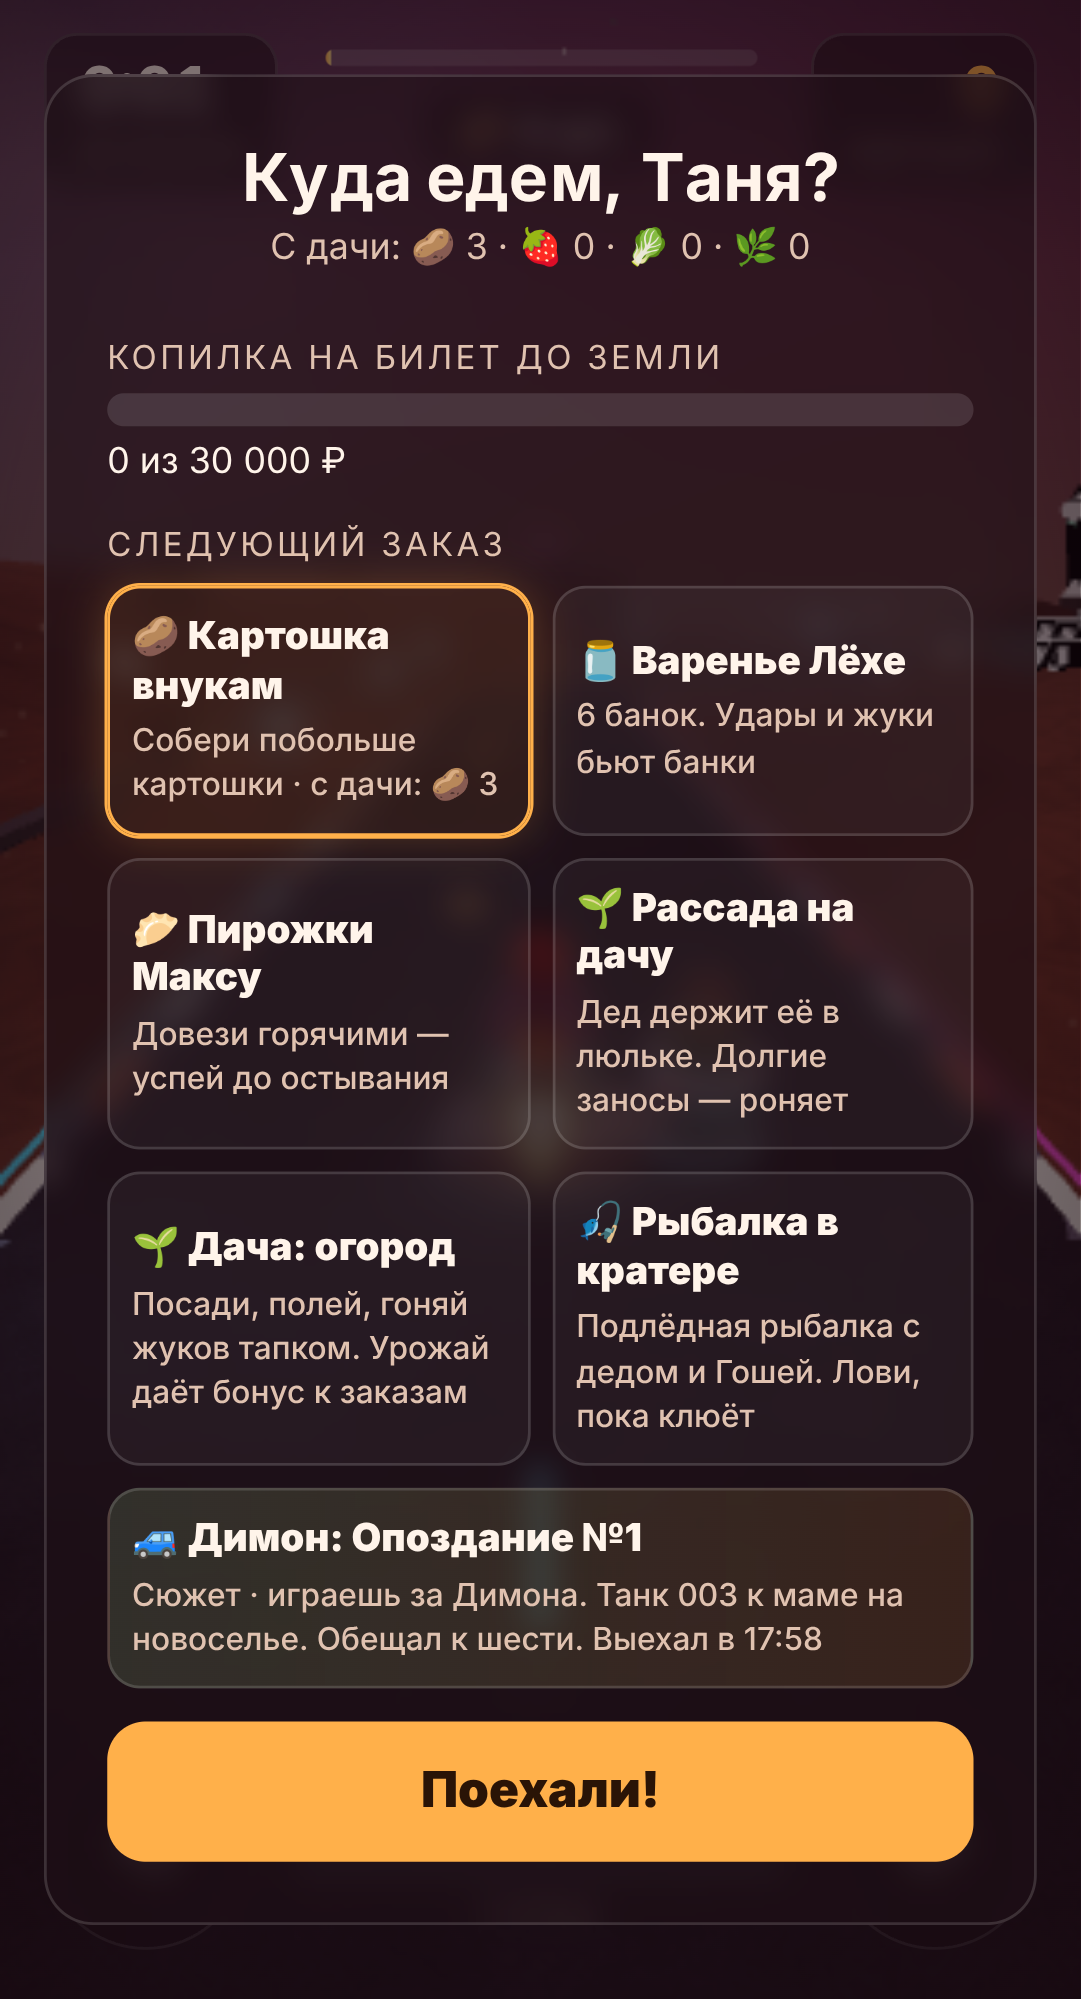 Куда едем, Таня?
С дачи: 🥔 3 · 🍓 0 · 🥬 0 · 🌿 0
КОПИЛКА НА БИЛЕТ ДО ЗЕМЛИ
0 из 30 000 ₽
СЛЕДУЮЩИЙ ЗАКАЗ
🥔 Картошка
внукам
Собери побольше
картошки · с дачи: 🥔 3
🫙 Варенье Лёхе
6 банок. Удары и жуки
бьют банки
🥟 Пирожки
Максу
Довези горячими —
успей до остывания
🌱 Рассада на
дачу
Дед держит её в
люльке. Долгие
заносы — роняет
🌱 Дача: огород
Посади, полей, гоняй
жуков тапком. Урожай
даёт бонус к заказам
🎣 Рыбалка в
кратере
Подлёдная рыбалка с
дедом и Гошей. Лови,
пока клюёт
🚙 Димон: Опоздание №1
Сюжет · играешь за Димона. Танк 003 к маме на
новоселье. Обещал к шести. Выехал в 17:58
Поехали!